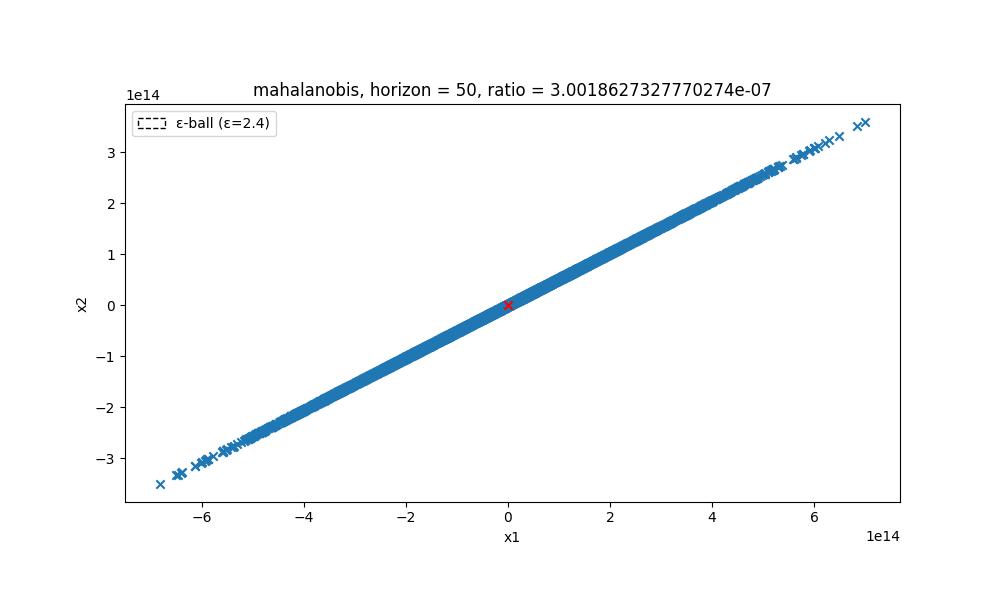 mahalanobis, horizon = 50, ratio = 3.0018627327770274e-07
1e14
ε-ball (ε=2.4)
3
2
1
0
−1
−2
−3
x2
−6
−4
−2
0
2
4
6
x1
1e14